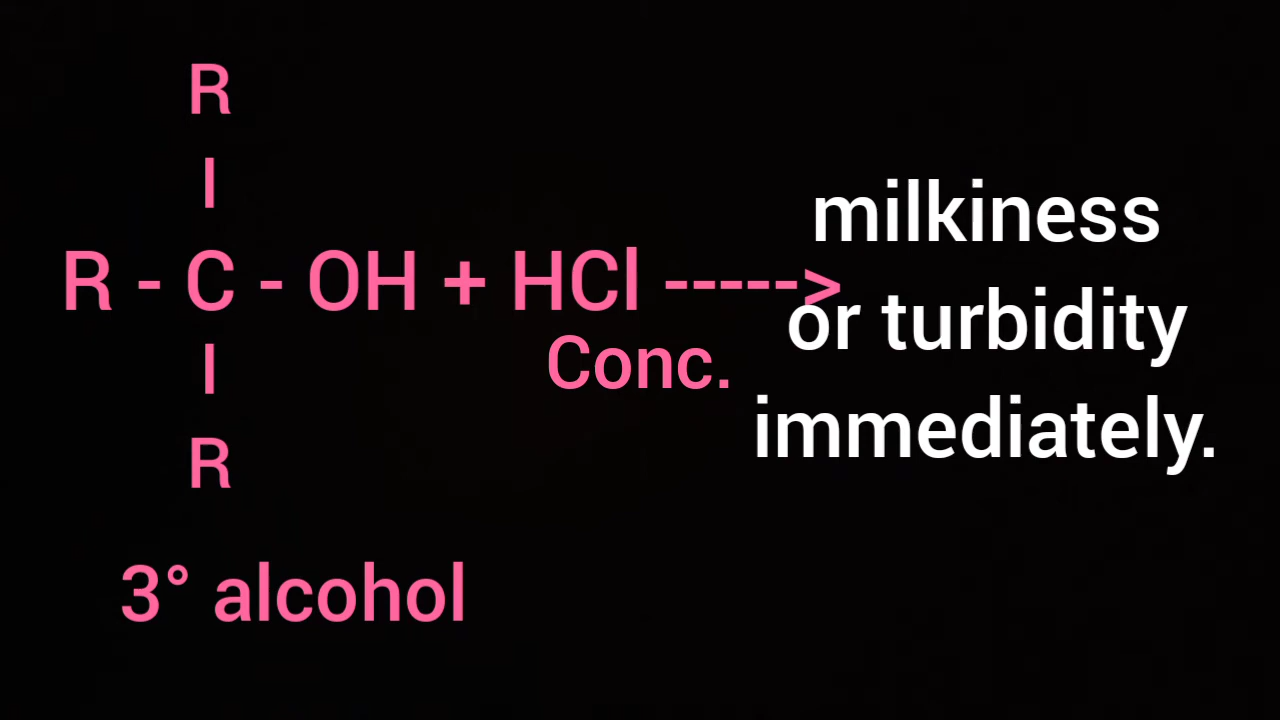 R
I
R - C - OH + HCl ----->
Conc.
I
R
3° alcohol
milkiness
or turbidity
immediately.